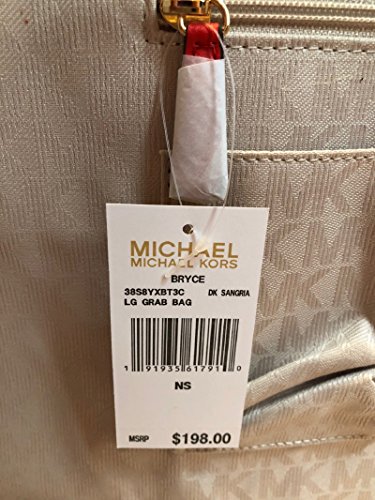 MICHAEL
MICHAEL KORS
BRYCE
38S8YXBT3C DK SANGRIA
LG GRAB BAG
1 91935 61791 0
NS
MSRP $198.00